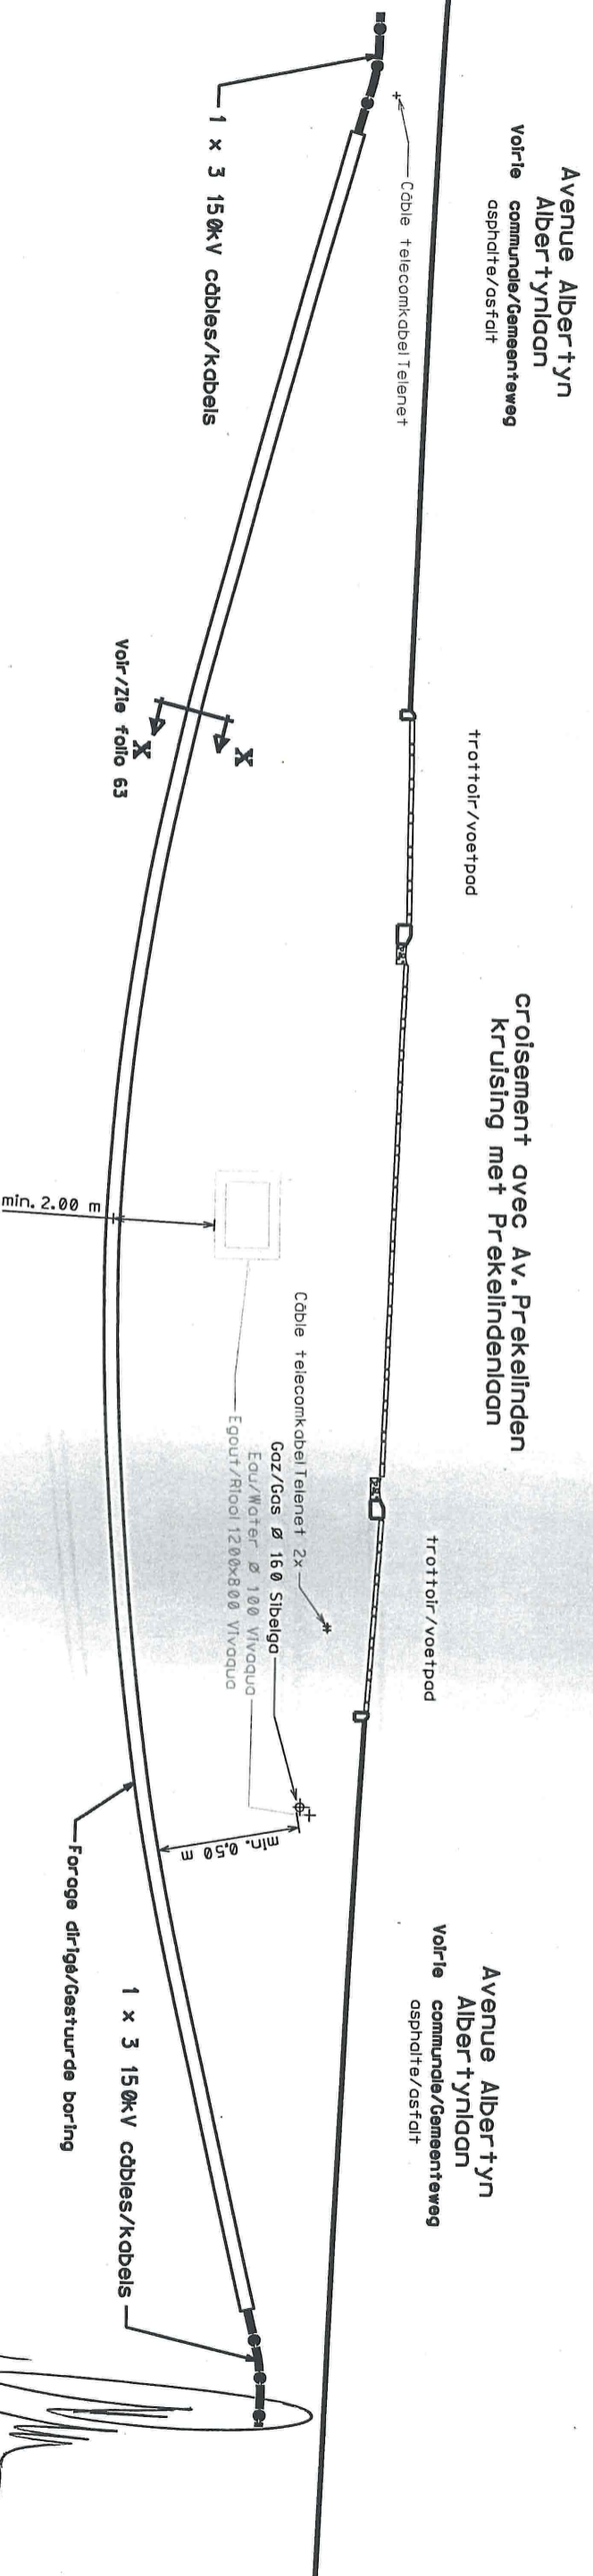 Avenue Albertyn
Albertynlaan
Voirie communale/Gemeenteweg
asphalte/asfalt
Câble telecomkabel Telenet
1 x 3 150kV câbles/kabels
trottoir/voetpad
X
X
Voir/Zie folio 63
croisement avec Av. Prekelinden
kruising met Prekelindenlaan
min. 2.00 m
Câble telecomkabel Telenet 2x
Gaz/Gas ø 160 Sibelga
Eau/Water ø 100 Vivaqua
Egout/Riool 1200x800 Vivaqua
trottoir/voetpad
min. 0.50 m
Forage dirigé/Gestuurde boring
1 x 3 150kV câbles/kabels
Avenue Albertyn
Albertynlaan
Voirie communale/Gemeenteweg
asphalte/asfalt